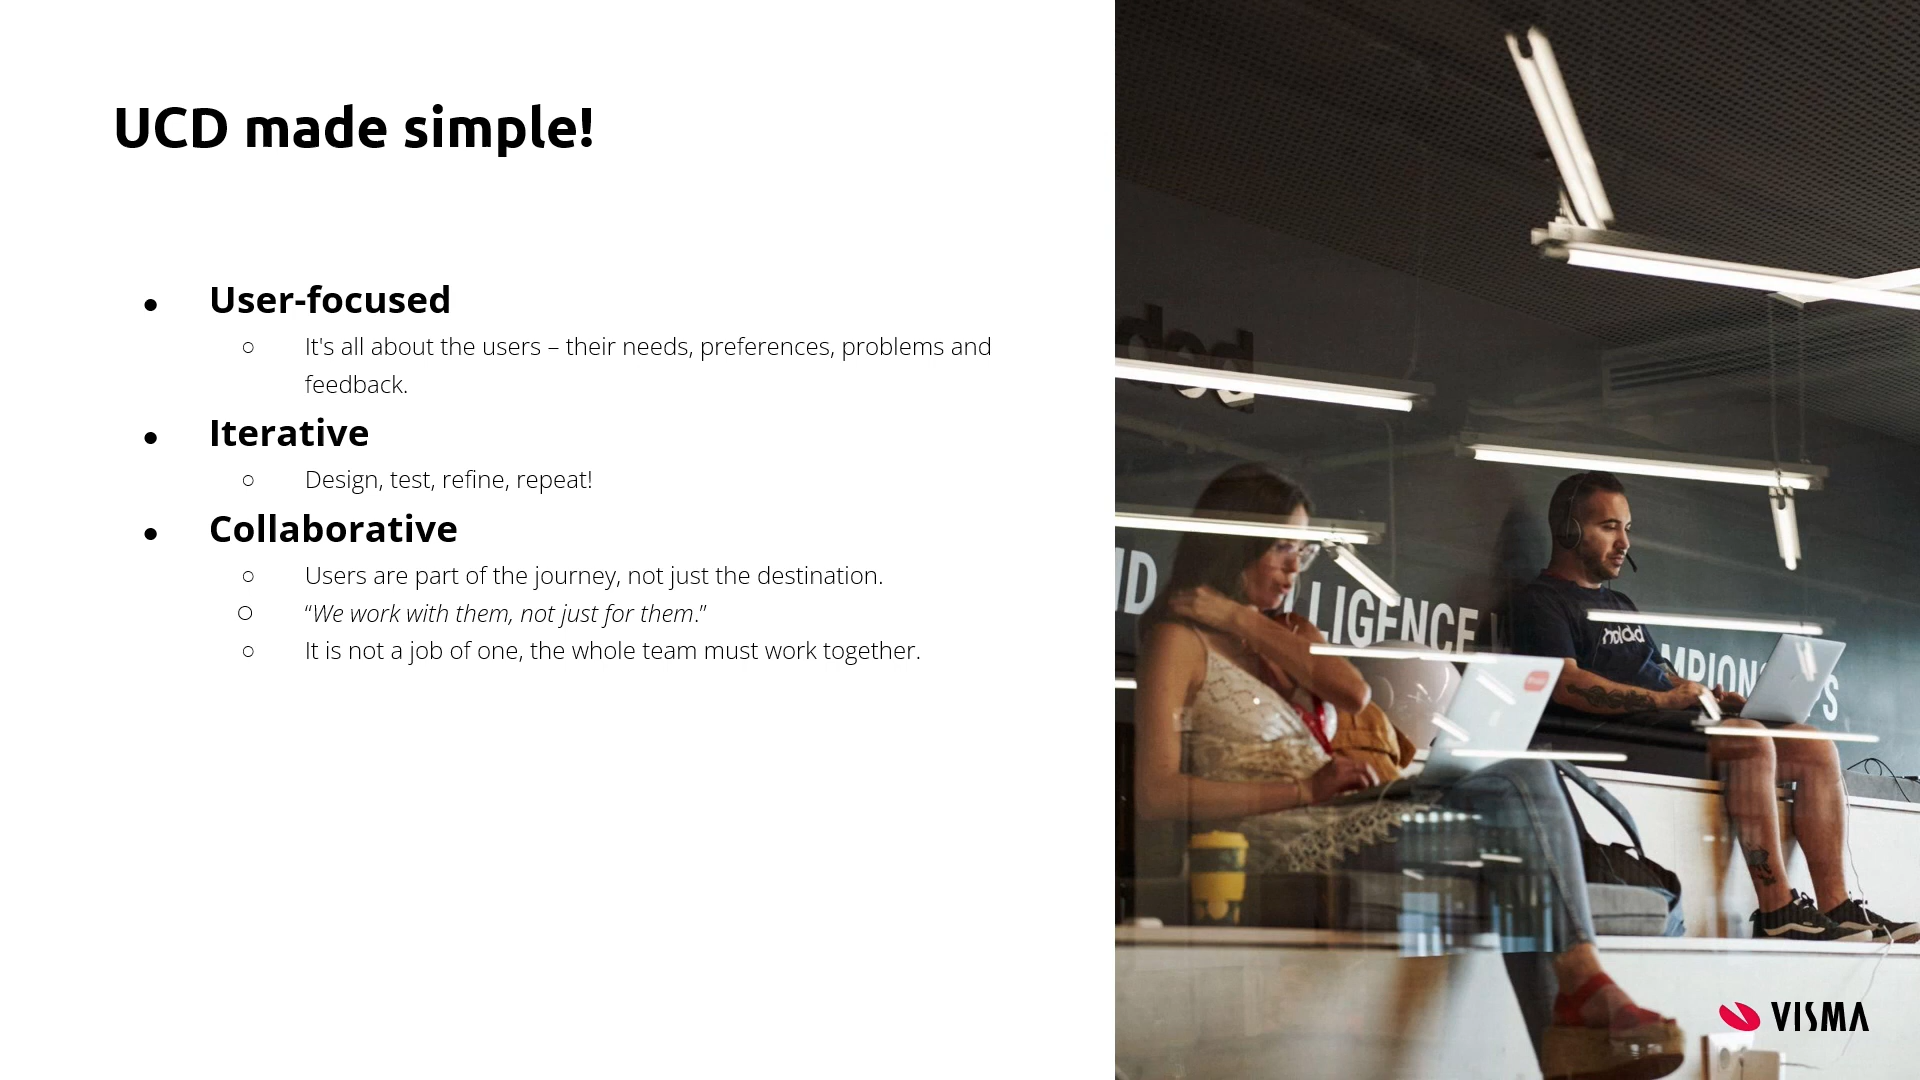 UCD made simple!
● User-focused
○ It's all about the users – their needs, preferences, problems and
feedback.
● Iterative
○ Design, test, refine, repeat!
● Collaborative
○ Users are part of the journey, not just the destination.
○ “We work with them, not just for them.”
○ It is not a job of one, the whole team must work together.
VISMA